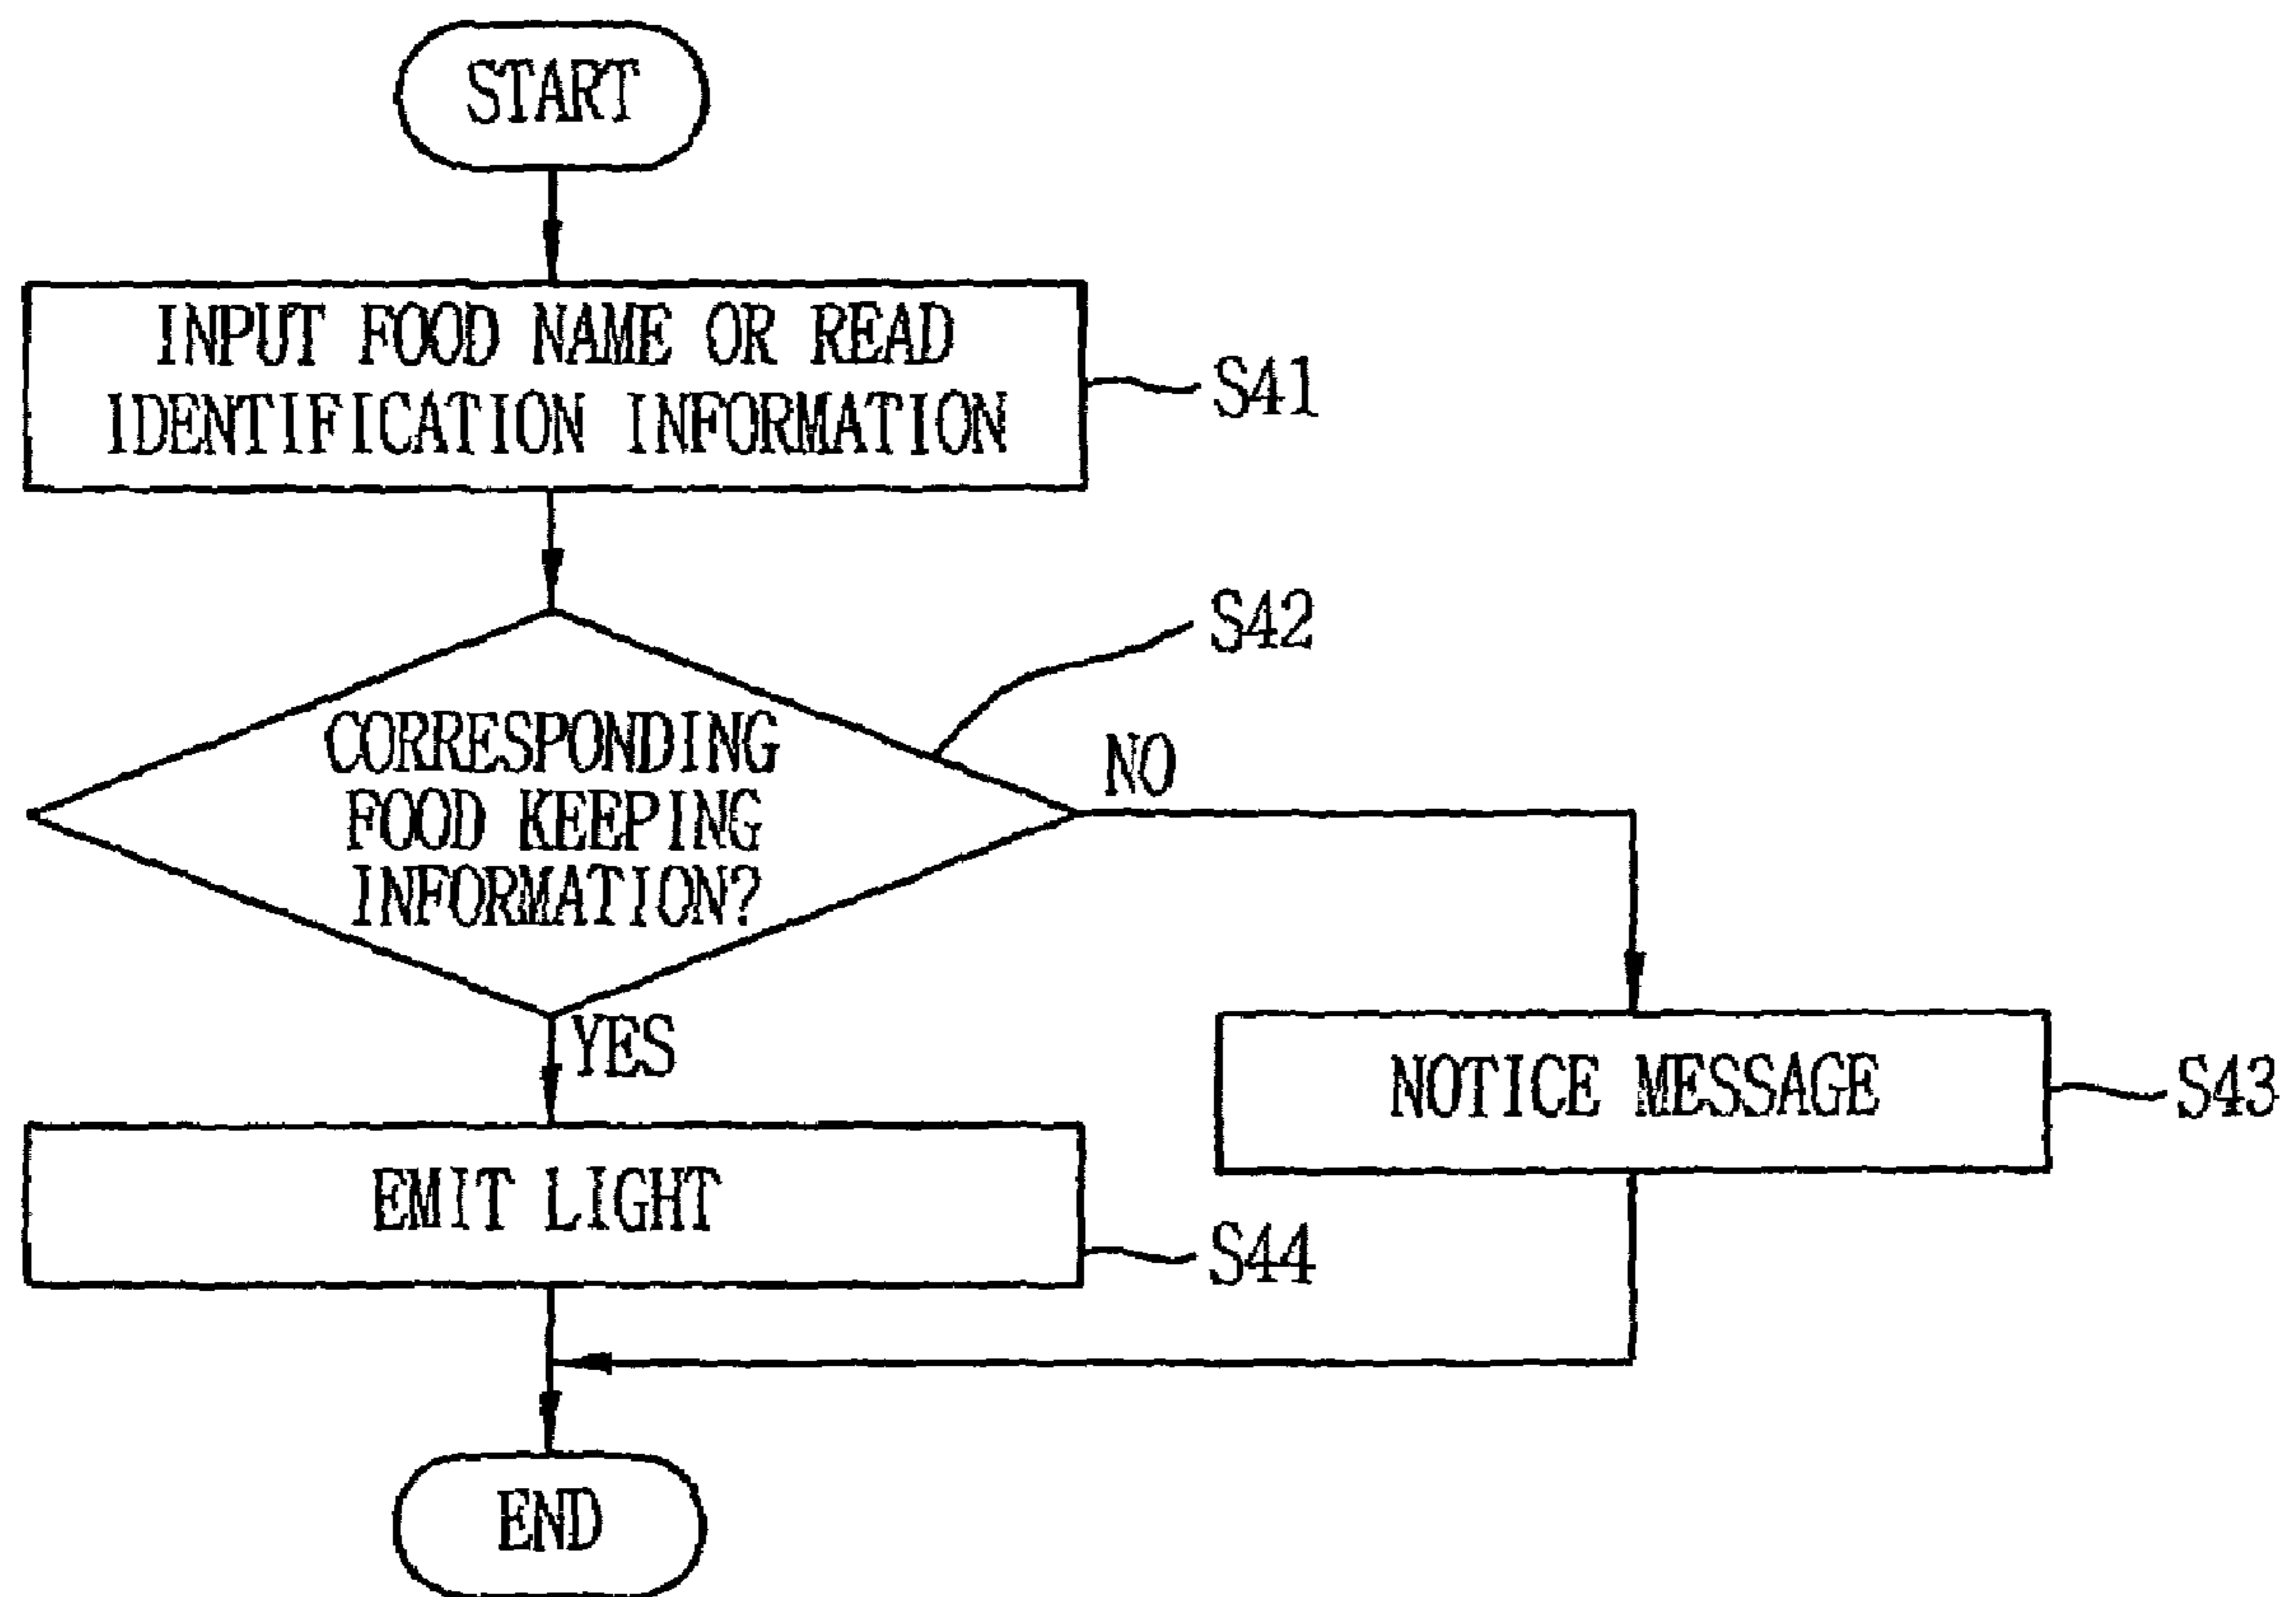 START
INPUT FOOD NAME OR READ
IDENTIFICATION INFORMATION
S41
S42
CORRESPONDING
FOOD KEEPING
INFORMATION?
NO
YES
NOTICE MESSAGE
S43
EMIT LIGHT
S44
END